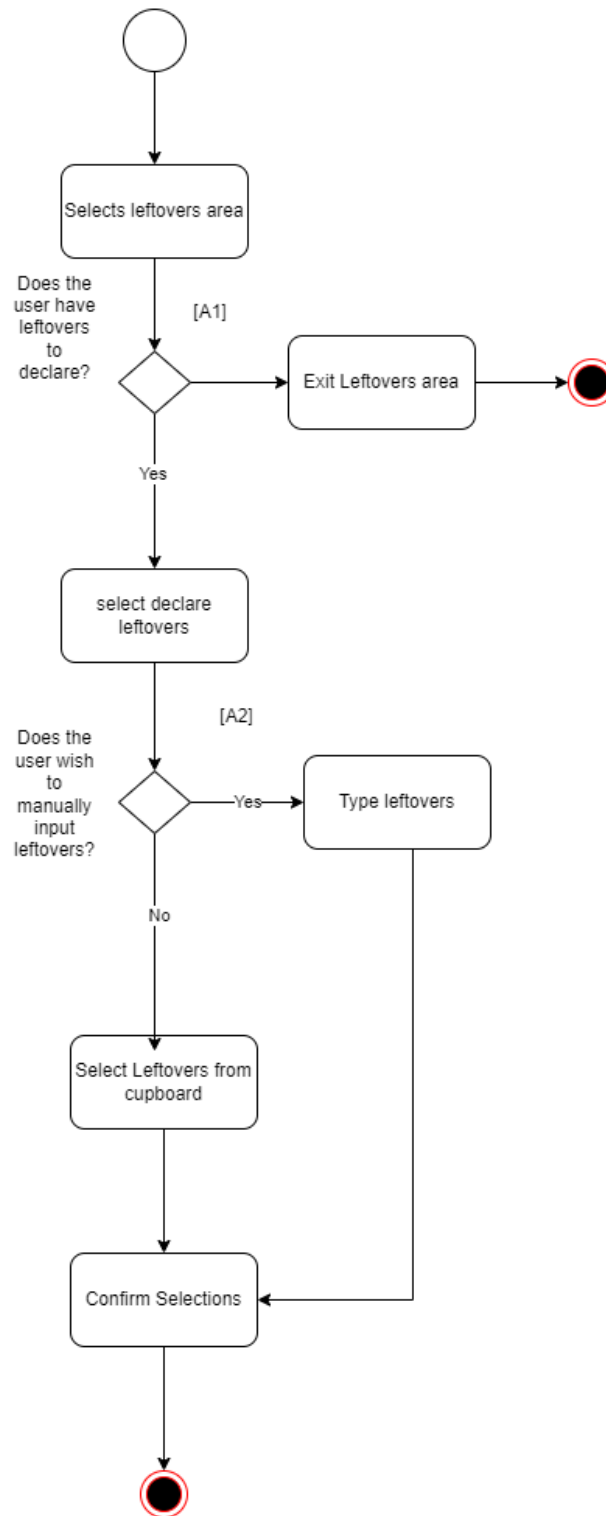 Selects leftovers area
Does the
user have
leftovers
to
declare?
[A1]
Exit Leftovers area
Yes
select declare
leftovers
[A2]
Does the
user wish
to
manually
input
leftovers?
Yes
Type leftovers
No
Select Leftovers from
cupboard
Confirm Selections